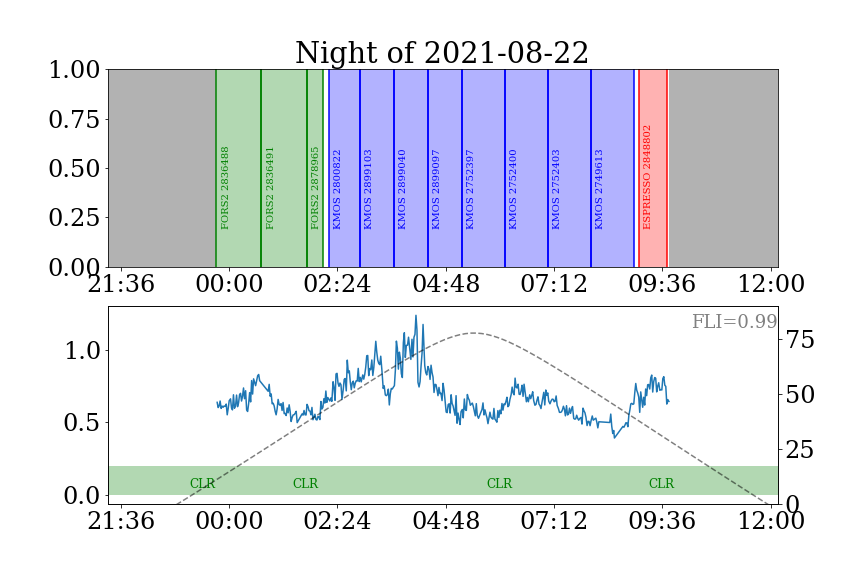 Night of 2021-08-22
1.00
0.75
0.50
0.25
0.00
FORS2 2836488
FORS2 2836491
FORS2 2878965
KMOS 2800822
KMOS 2899103
KMOS 2899040
KMOS 2899097
KMOS 2752397
KMOS 2752400
KMOS 2752403
KMOS 2749613
ESPRESSO 2848802
21:36 00:00 02:24 04:48 07:12 09:36 12:00
FLI=0.99
1.0
0.5
0.0
75
50
25
0
CLR CLR CLR CLR
21:36 00:00 02:24 04:48 07:12 09:36 12:00